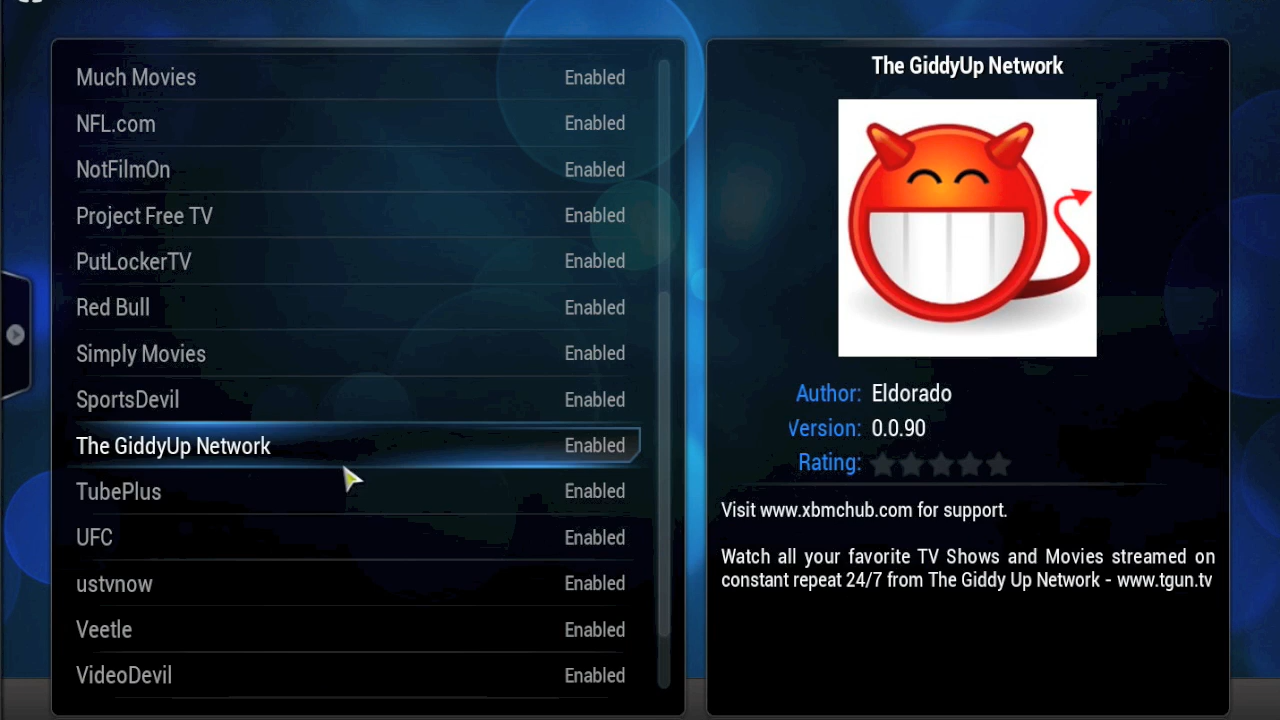 Much Movies Enabled
NFL.com Enabled
NotFilmOn Enabled
Project Free TV Enabled
PutLockerTV Enabled
Red Bull Enabled
Simply Movies Enabled
SportsDevil Enabled
The GiddyUp Network Enabled
TubePlus Enabled
UFC Enabled
ustvnow Enabled
Veetle Enabled
VideoDevil Enabled
The GiddyUp Network
Author: Eldorado
Version: 0.0.90
Rating:
Visit www.xbmchub.com for support.
Watch all your favorite TV Shows and Movies streamed on
constant repeat 24/7 from The Giddy Up Network - www.tgun.tv